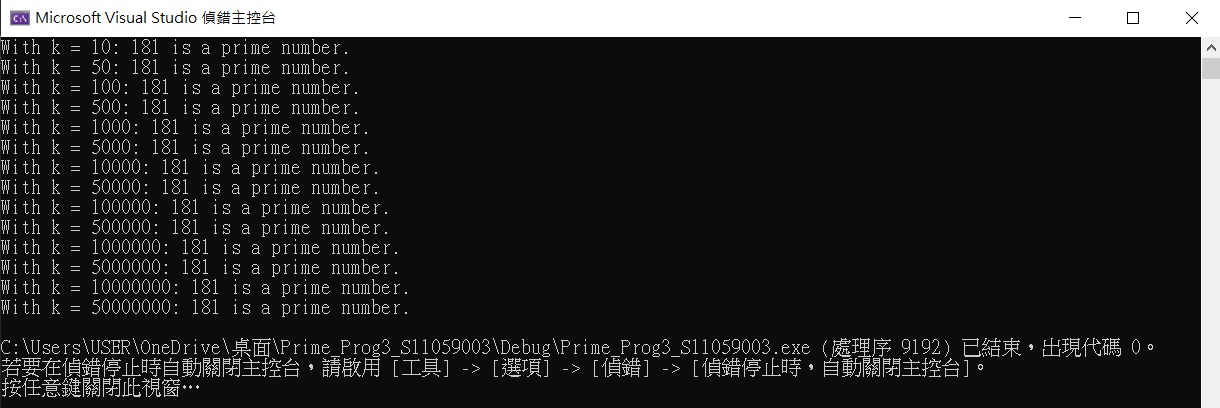 Microsoft Visual Studio 偵錯主控台
With k = 10: 181 is a prime number.
With k = 50: 181 is a prime number.
With k = 100: 181 is a prime number.
With k = 500: 181 is a prime number.
With k = 1000: 181 is a prime number.
With k = 5000: 181 is a prime number.
With k = 10000: 181 is a prime number.
With k = 50000: 181 is a prime number.
With k = 100000: 181 is a prime number.
With k = 500000: 181 is a prime number.
With k = 1000000: 181 is a prime number.
With k = 5000000: 181 is a prime number.
With k = 10000000: 181 is a prime number.
With k = 50000000: 181 is a prime number.
C:\Users\USER\OneDrive\桌面\Prime_Prog3_S11059003\Debug\Prime_Prog3_S11059003.exe (處理序 9192) 已結束，出現代碼 0。
若要在偵錯停止時自動關閉主控台，請啟用 [工具] -> [選項] -> [偵錯] -> [偵錯停止時，自動關閉主控台]。
按任意鍵關閉此視窗…